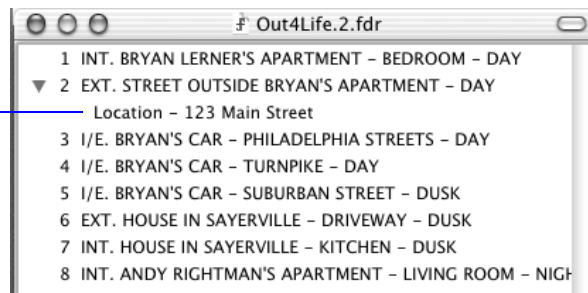 Out4Life.2.fdr
1 INT. BRYAN LERNER'S APARTMENT – BEDROOM – DAY
2 EXT. STREET OUTSIDE BRYAN'S APARTMENT – DAY
Location – 123 Main Street
3 I/E. BRYAN'S CAR – PHILADELPHIA STREETS – DAY
4 I/E. BRYAN'S CAR – TURNPIKE – DAY
5 I/E. BRYAN'S CAR – SUBURBAN STREET – DUSK
6 EXT. HOUSE IN SAYERVILLE – DRIVEWAY – DUSK
7 INT. HOUSE IN SAYERVILLE – KITCHEN – DUSK
8 INT. ANDY RIGHTMAN'S APARTMENT – LIVING ROOM –